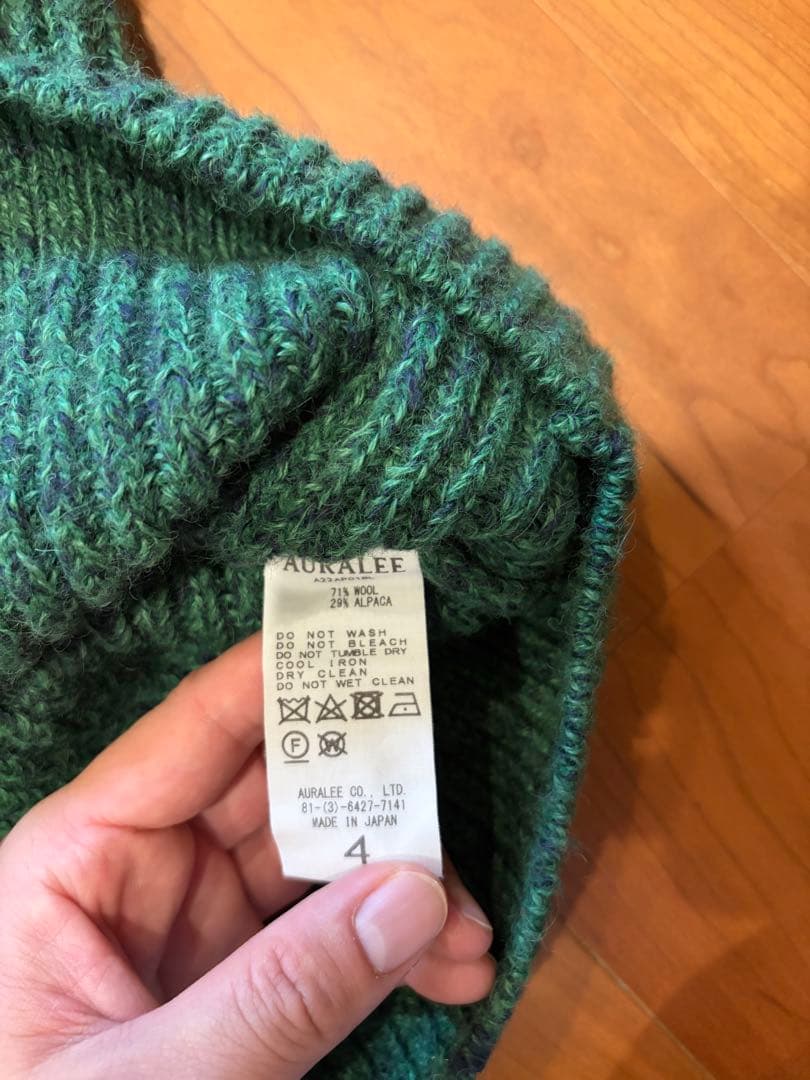 AURALEE
71% WOOL
29% ALPACA
DO NOT WASH
DO NOT BLEACH
DO NOT TUMBLE DRY
COOL IRON
DRY CLEAN
DO NOT WET CLEAN
F W
AURALEE CO., LTD.
81-(3)-6427-7141
MADE IN JAPAN
4